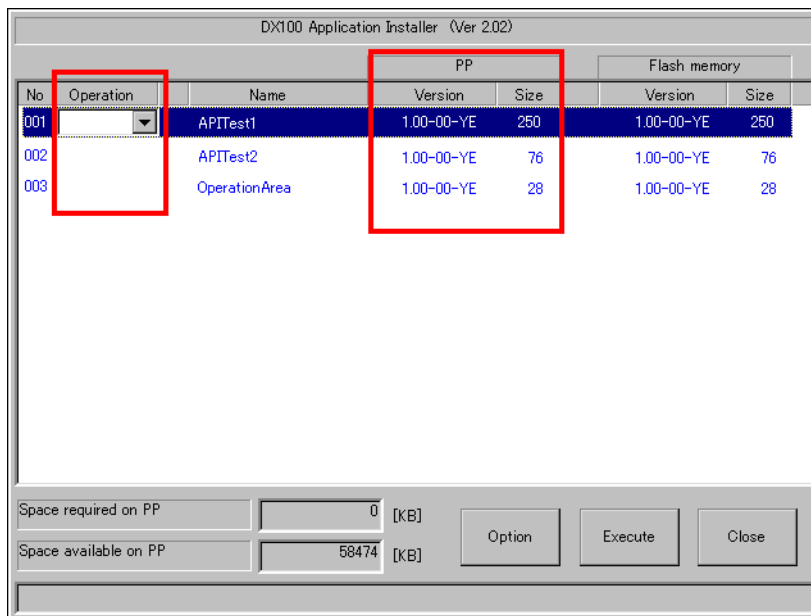 DX100 Application Installer (Ver 2.02)
PP Flash memory
No Operation Name Version Size Version Size
001 APITest1 1.00-00-YE 250 1.00-00-YE 250
002 APITest2 1.00-00-YE 76 1.00-00-YE 76
003 OperationArea 1.00-00-YE 28 1.00-00-YE 28
Space required on PP 0 [KB]
Space available on PP 58474 [KB]
Option Execute Close